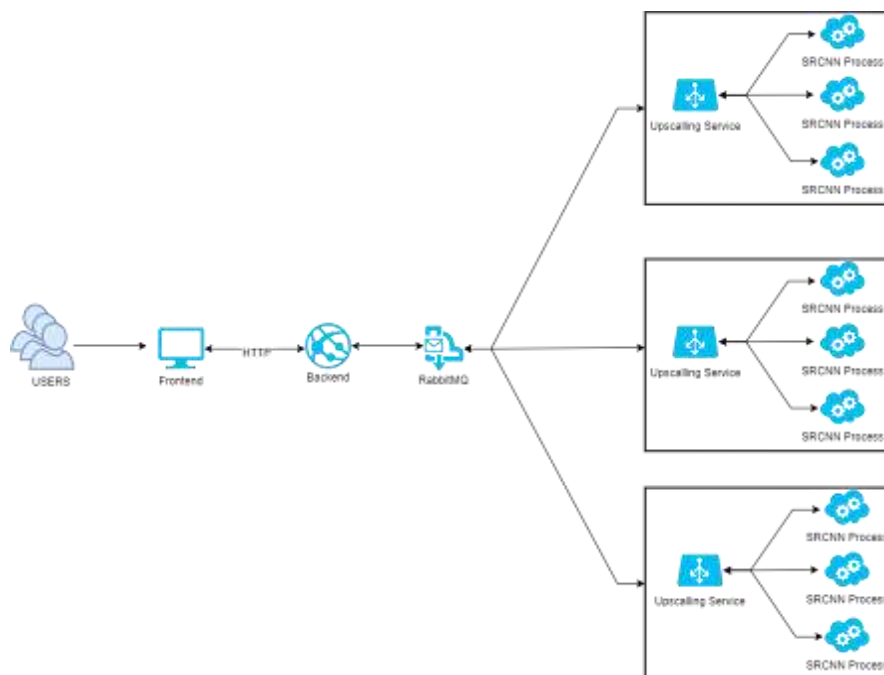 SRCNN Process
Upscalling Service
SRCNN Process
SRCNN Process
SRCNN Process
Upscalling Service
SRCNN Process
SRCNN Process
USERS
Frontend
HTTP
Backend
RabbitMQ
SRCNN Process
Upscalling Service
SRCNN Process
SRCNN Process